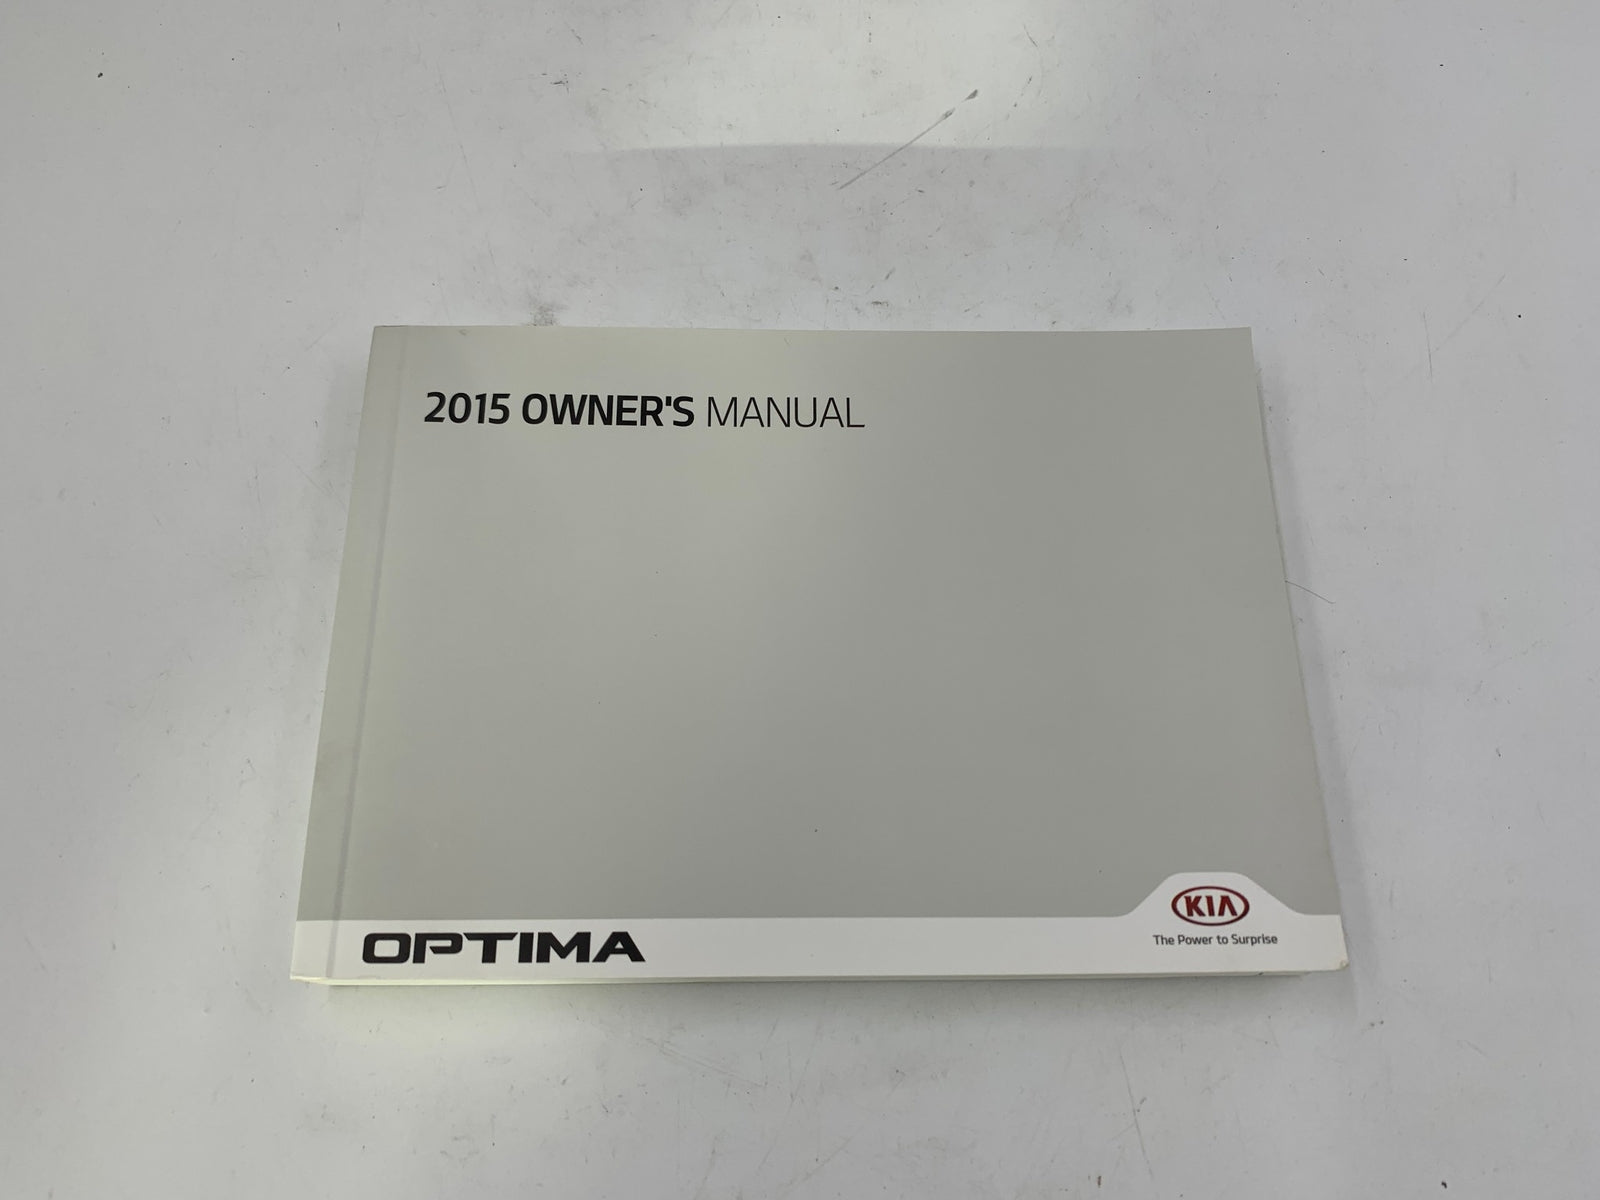 2015 OWNER'S MANUAL
OPTIMA
KIA
The Power to Surprise